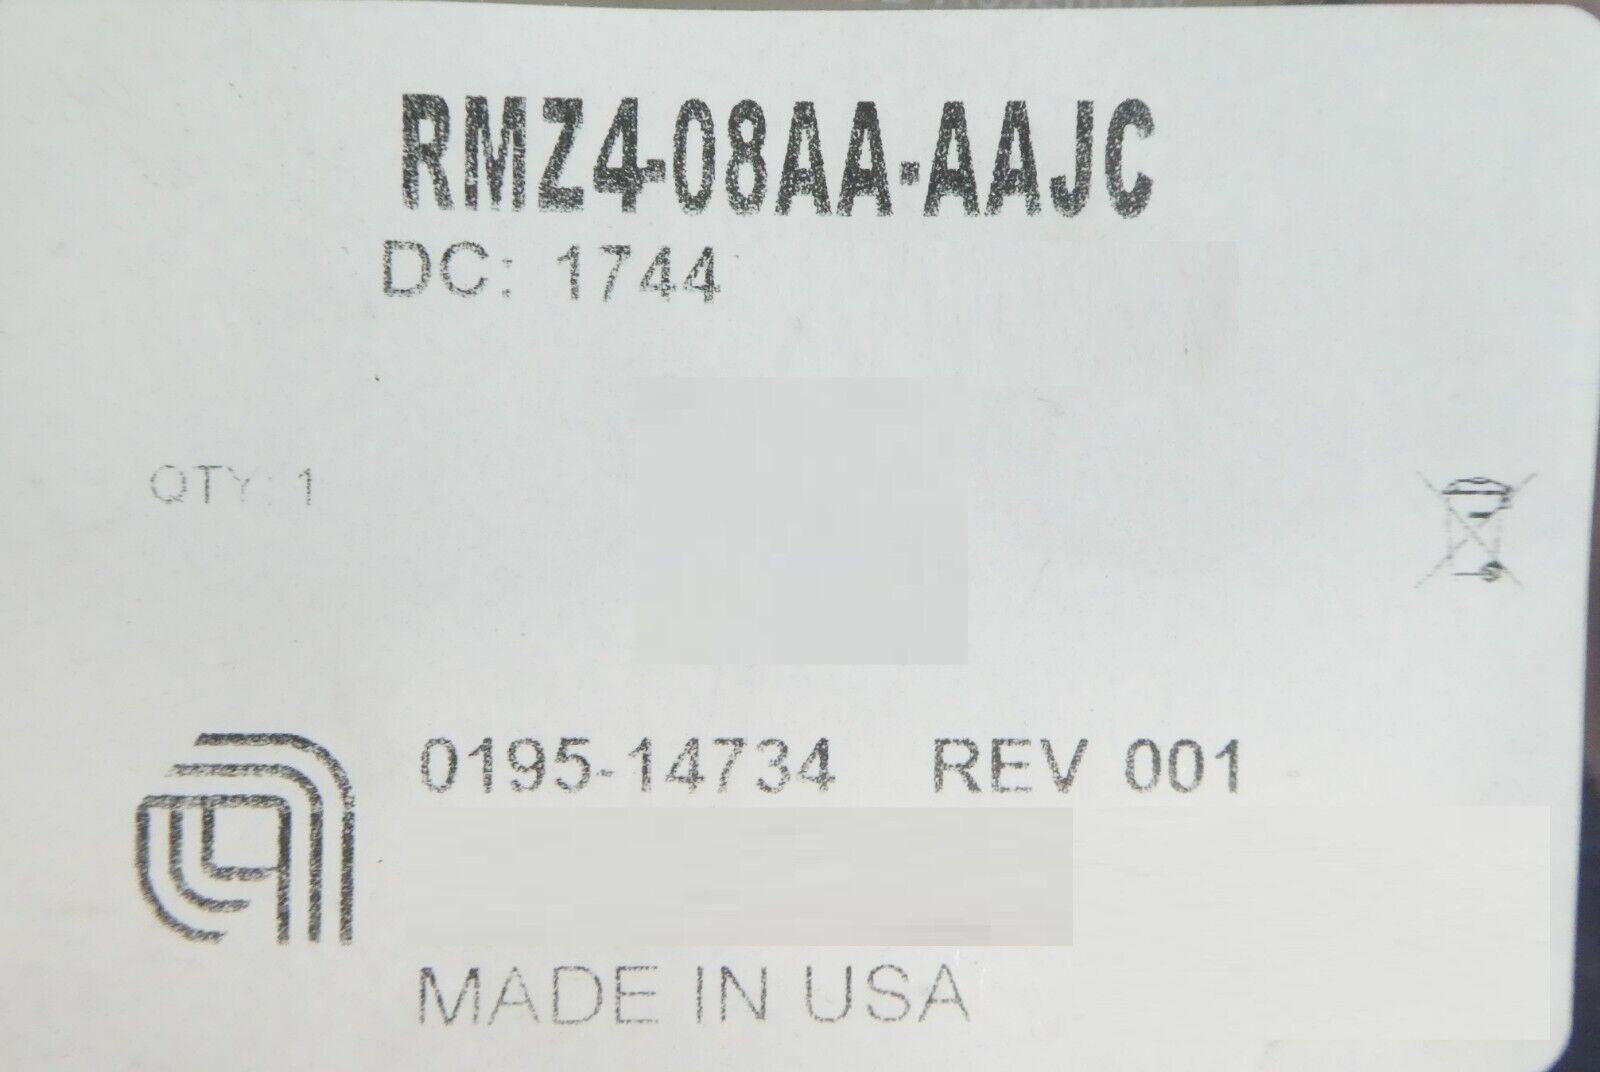 RMZ4-08AA-AAJC
DC: 1744
QTY: 1
0195-14734 REV 001
MADE IN USA